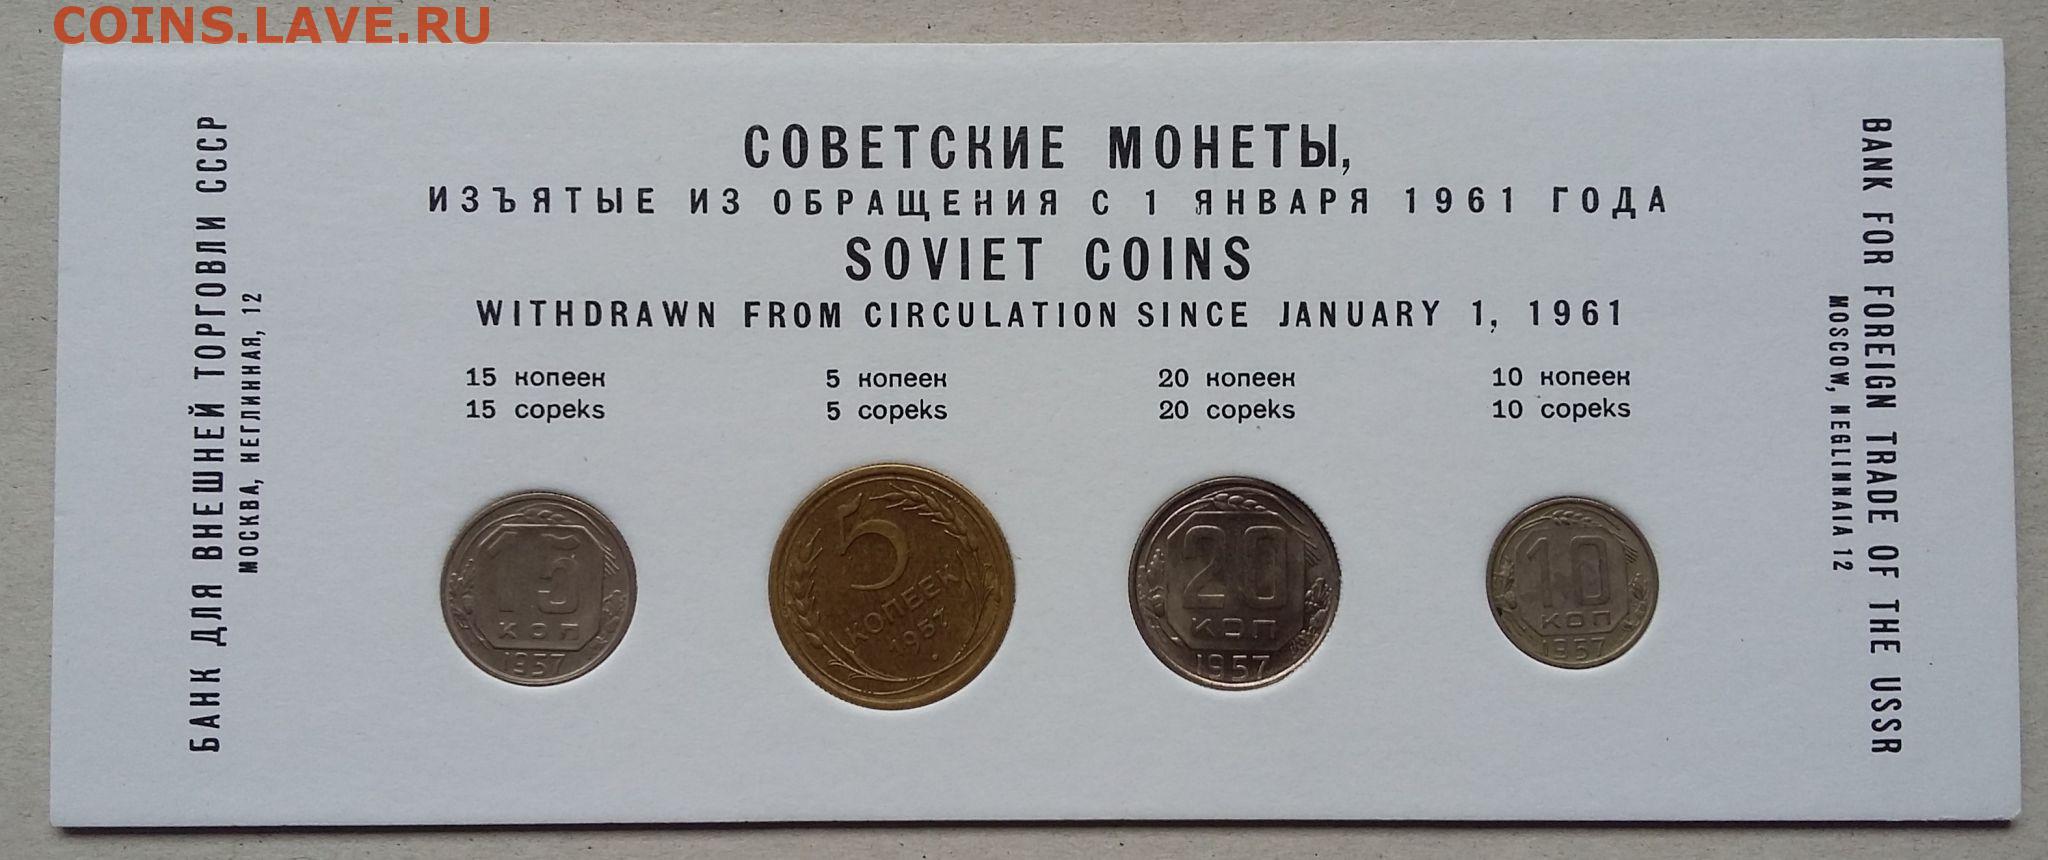 COINS.LAVE.RU
БАНК ДЛЯ ВНЕШНЕЙ ТОРГОВЛИ СССР
МОСКВА, НЕГЛИННАЯ, 12
СОВЕТСКИЕ МОНЕТЫ,
ИЗЪЯТЫЕ ИЗ ОБРАЩЕНИЯ С 1 ЯНВАРЯ 1961 ГОДА
SOVIET COINS
WITHDRAWN FROM CIRCULATION SINCE JANUARY 1, 1961
15 копеек
15 copeks
5 копеек
5 copeks
20 копеек
20 copeks
10 копеек
10 copeks
15
КОП
1957
5
КОПЕЕК
1957
20
КОП
1957
10
КОП
1957
BANK FOR FOREIGN TRADE OF THE USSR
MOSCOW, NEGLINNAIA 12